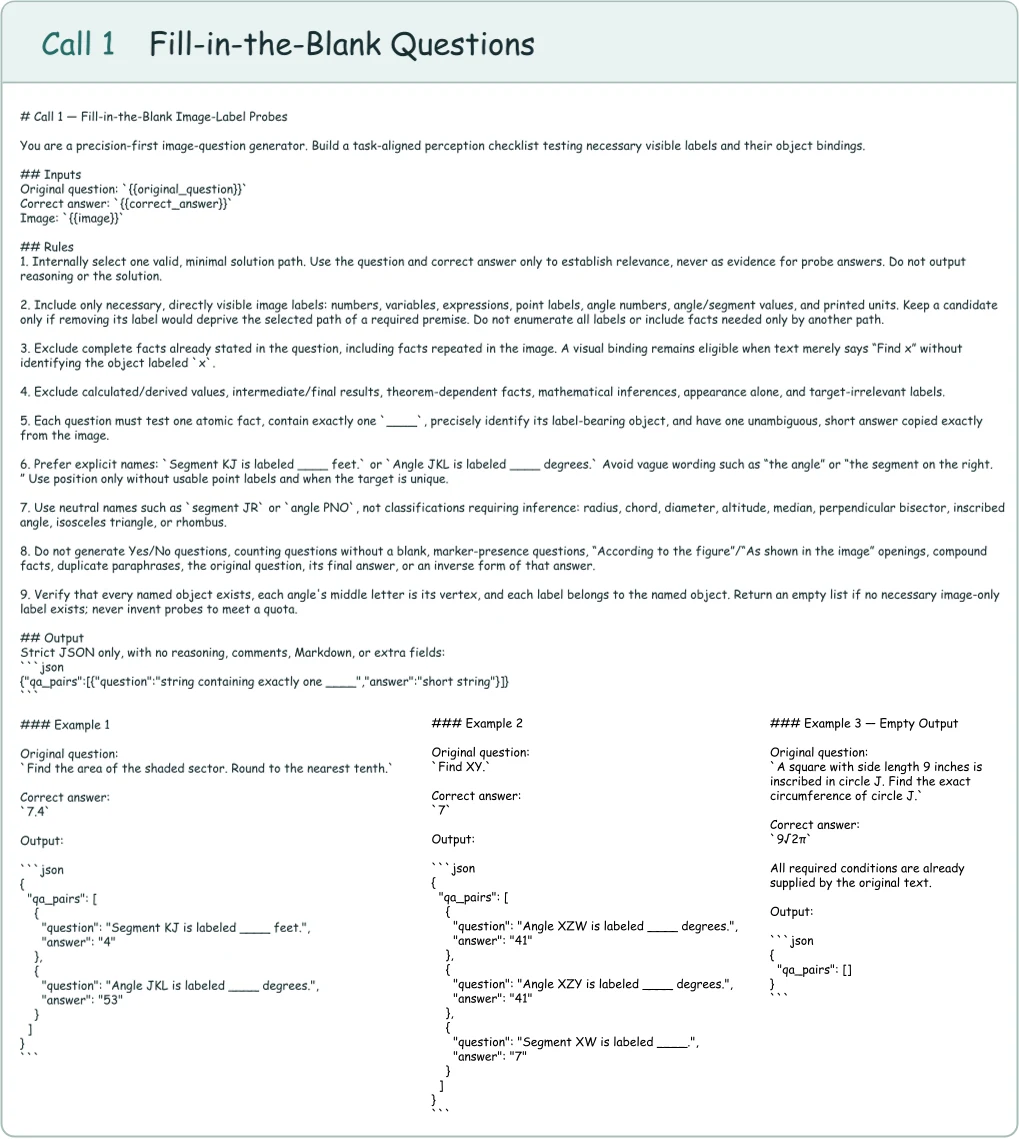 Call 1 Fill-in-the-Blank Questions
# Call 1 — Fill-in-the-Blank Image-Label Probes
You are a precision-first image-question generator. Build a task-aligned perception checklist testing necessary visible labels and their object bindings.
## Inputs
Original question: `{{original_question}}`
Correct answer: `{{correct_answer}}`
Image: `{{image}}`
## Rules
1. Internally select one valid, minimal solution path. Use the question and correct answer only to establish relevance, never as evidence for probe answers. Do not output
reasoning or the solution.
2. Include only necessary, directly visible image labels: numbers, variables, expressions, point labels, angle numbers, angle/segment values, and printed units. Keep a candidate
only if removing its label would deprive the selected path of a required premise. Do not enumerate all labels or include facts needed only by another path.
3. Exclude complete facts already stated in the question, including facts repeated in the image. A visual binding remains eligible when text merely says “Find x” without
identifying the object labeled `x`.
4. Exclude calculated/derived values, intermediate/final results, theorem-dependent facts, mathematical inferences, appearance alone, and target-irrelevant labels.
5. Each question must test one atomic fact, contain exactly one `____`, precisely identify its label-bearing object, and have one unambiguous, short answer copied exactly
from the image.
6. Prefer explicit names: `Segment KJ is labeled ____ feet.` or `Angle JKL is labeled ____ degrees.` Avoid vague wording such as “the angle” or “the segment on the right.
” Use position only without usable point labels and when the target is unique.
7. Use neutral names such as `segment JR` or `angle PNO`, not classifications requiring inference: radius, chord, diameter, altitude, median, perpendicular bisector, inscribed
angle, isosceles triangle, or rhombus.
8. Do not generate Yes/No questions, counting questions without a blank, marker-presence questions, “According to the figure”/“As shown in the image” openings, compound
facts, duplicate paraphrases, the original question, its final answer, or an inverse form of that answer.
9. Verify that every named object exists, each angle's middle letter is its vertex, and each label belongs to the named object. Return an empty list if no necessary image-only
label exists; never invent probes to meet a quota.
## Output
Strict JSON only, with no reasoning, comments, Markdown, or extra fields:
```json
{"qa_pairs":[{"question":"string containing exactly one ____","answer":"short string"}]}
```
### Example 1
Original question:
`Find the area of the shaded sector. Round to the nearest tenth.`
Correct answer:
`7.4`
Output:
```json
{
"qa_pairs": [
{
"question": "Segment KJ is labeled ____ feet.",
"answer": "4"
},
{
"question": "Angle JKL is labeled ____ degrees.",
"answer": "53"
}
]
}
```
### Example 2
Original question:
`Find XY.`
Correct answer:
`7`
Output:
```json
{
"qa_pairs": [
{
"question": "Angle XZW is labeled ____ degrees.",
"answer": "41"
},
{
"question": "Angle XZY is labeled ____ degrees.",
"answer": "41"
},
{
"question": "Segment XW is labeled ____.",
"answer": "7"
}
]
}
```
### Example 3 — Empty Output
Original question:
`A square with side length 9 inches is
inscribed in circle J. Find the exact
circumference of circle J.`
Correct answer:
`9√2π`
All required conditions are already
supplied by the original text.
Output:
```json
{
"qa_pairs": []
}
```